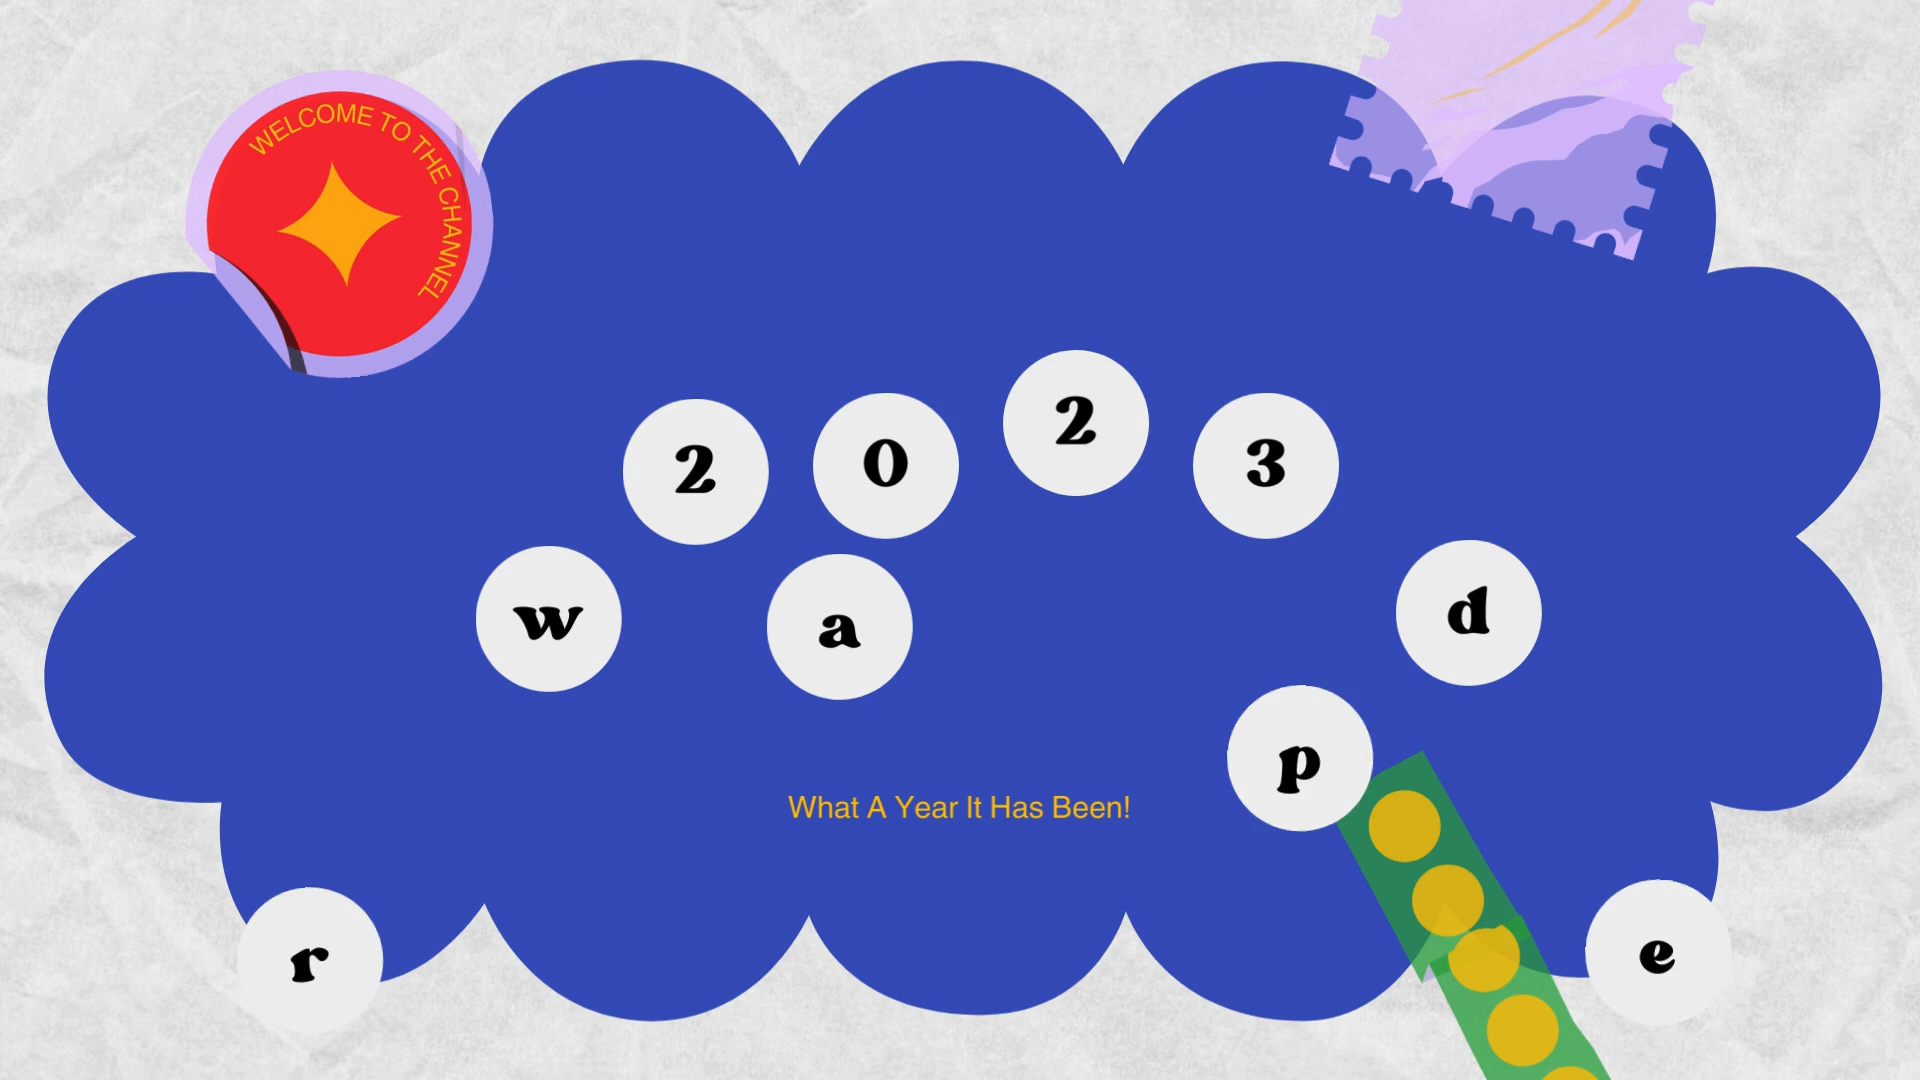 WELCOME TO THE CHANNEL
2 0 2 3
w a d
p
What A Year It Has Been!
r e